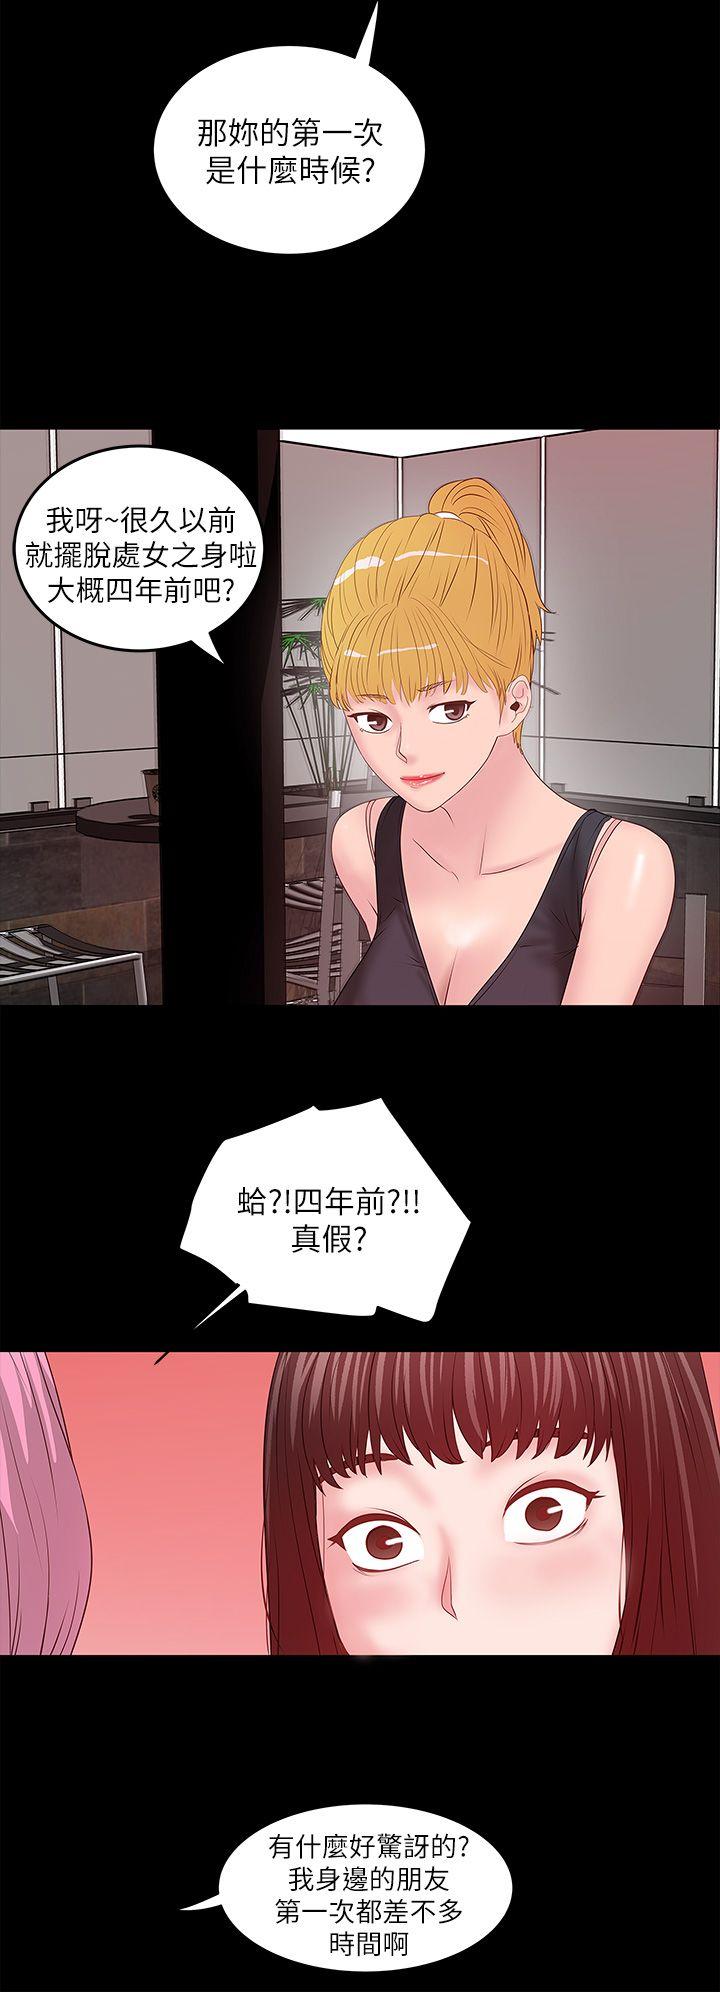 那妳的第一次
是什麼時候?
我呀~很久以前
就擺脫處女之身啦
大概四年前吧?
蛤?!四年前?!!
真假?
有什麼好驚訝的?
我身邊的朋友
第一次都差不多
時間啊